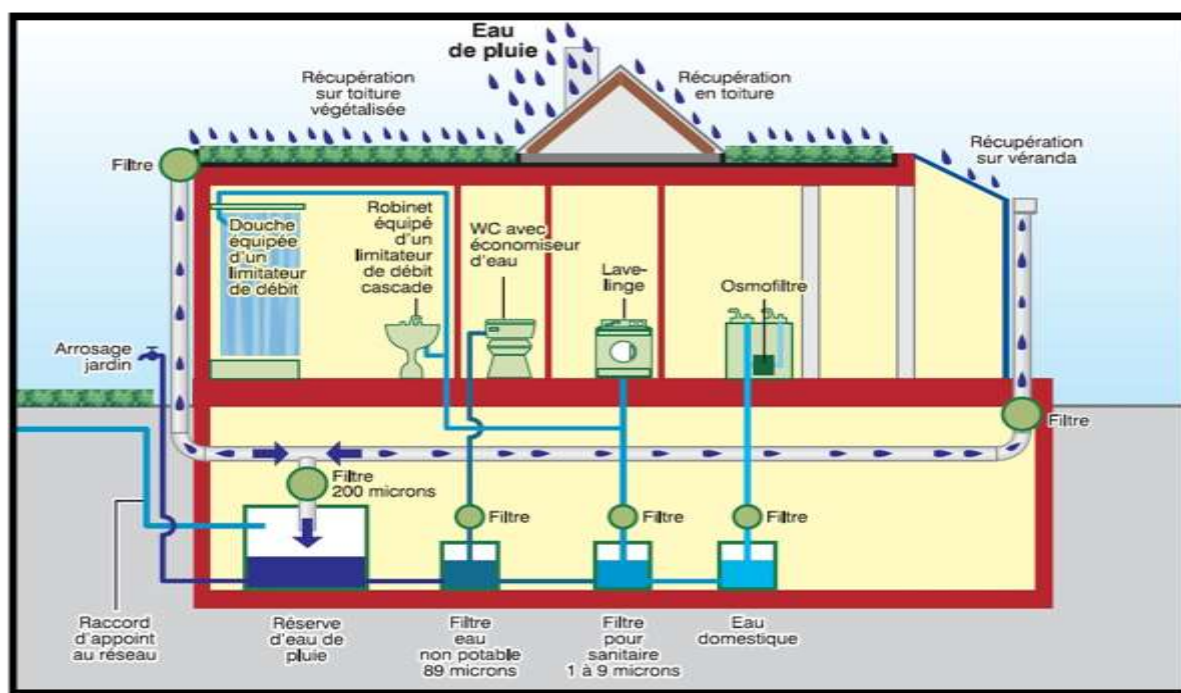 Eau
de pluie
Récupération
sur toiture
végétalisée
Récupération
en toiture
Récupération
sur véranda
Filtre
Douche
équipée
d'un
limitateur
de débit
Robinet
équipé
d'un
limitateur
de débit
cascade
WC avec
économiseur
d'eau
Lave-
linge
Osmofiltre
Arrosage
jardin
Filtre
Filtre
200 microns
Filtre
Filtre
Filtre
Raccord
d'appoint
au réseau
Réserve
d'eau de
pluie
Filtre
eau
non potable
89 microns
Filtre
pour
sanitaire
1 à 9 microns
Eau
domestique